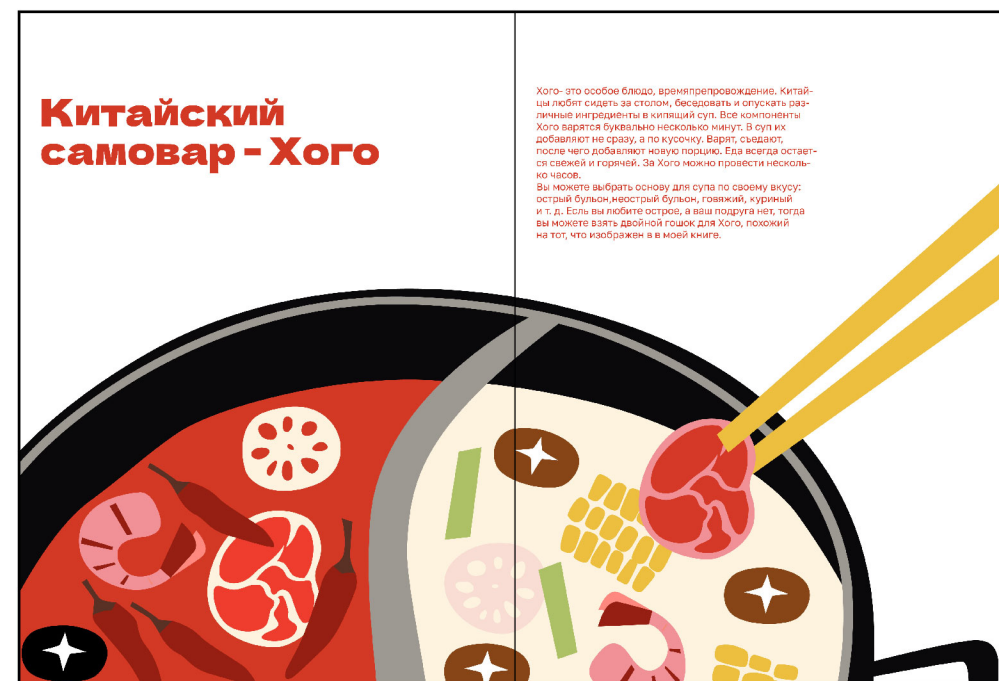 Китайский
самовар - Хого
Хого- это особое блюдо, времяпрепровождение. Китай-
цы любят сидеть за столом, беседовать и опускать раз-
личные ингредиенты в кипящий суп. Все компоненты
Хого варятся буквально несколько минут. В суп их
добавляют не сразу, а по кусочку. Варят, съедают,
после чего добавляют новую порцию. Еда всегда остает-
ся свежей и горячей. За Хого можно провести несколь-
ко часов.
Вы можете выбрать основу для супа по своему вкусу:
острый бульон,неострый бульон, говяжий, куриный
и т. д. Есль вы любите острое, а ваш подруга нет, тогда
вы можете взять двойной гошок для Хого, похожий
на тот, что изображен в в моей книге.